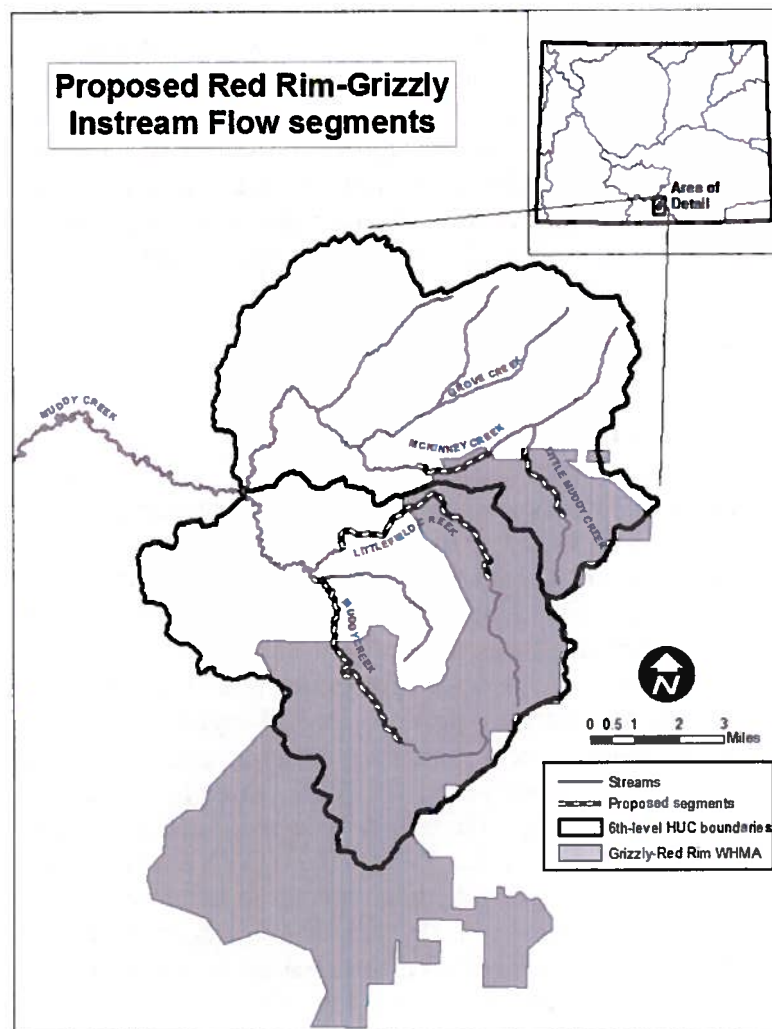 Proposed Red Rim-Grizzly
Instream Flow segments
Area of
Detail
MUDDY CREEK
GROVE CREEK
MCKINNEY CREEK
LITTLE MUDDY CREEK
LITTLEFIELD CREEK
MUDDY CREEK
N
0 0.5 1 2 3
Miles
Streams
Proposed segments
6th-level HUC boundaries
Grizzly-Red Rim WHMA